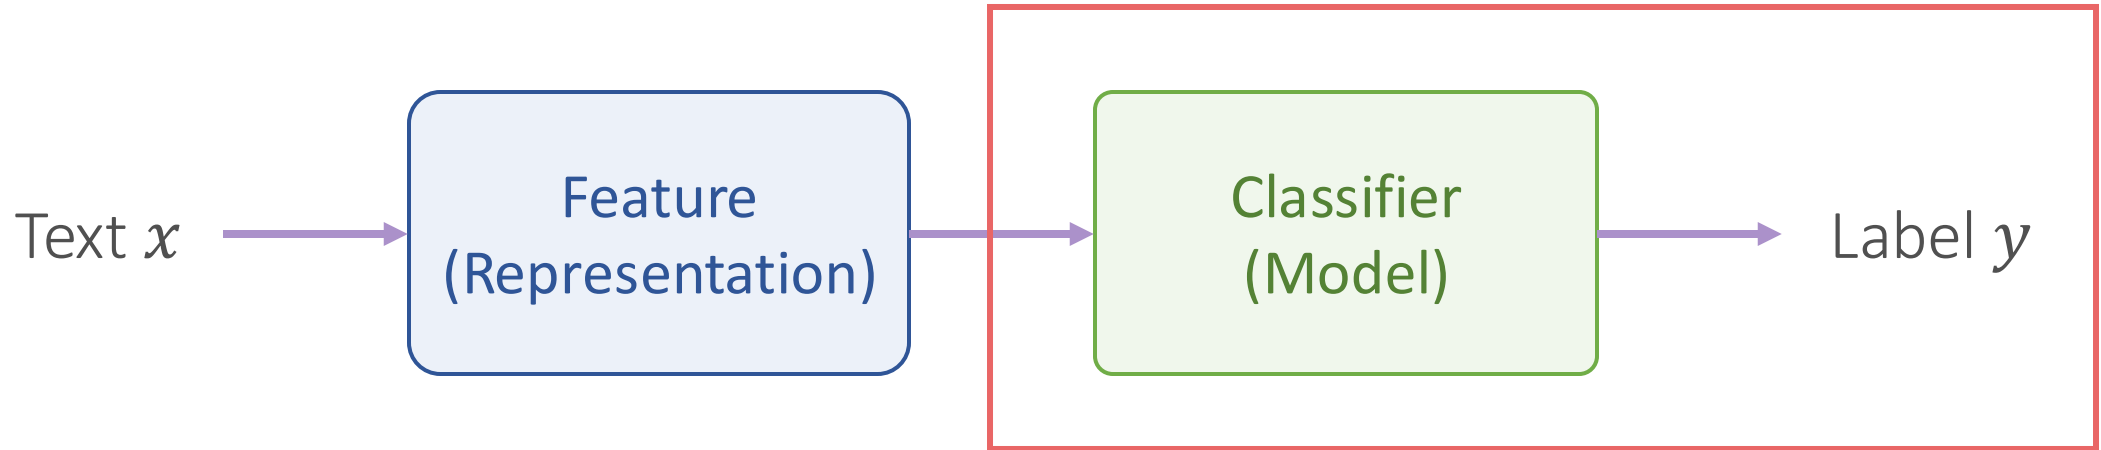 Text x
Feature
(Representation)
Classifier
(Model)
Label y